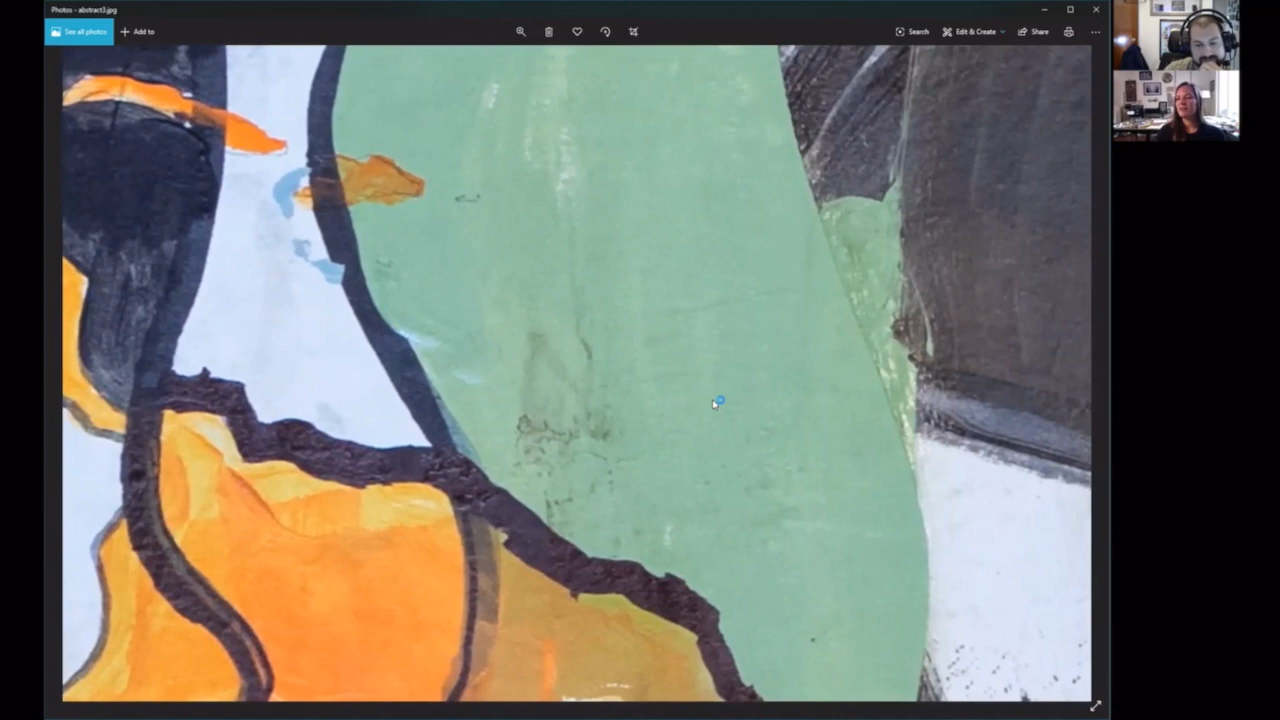 Photos - abstract3.jpg
See all photos
Add to
Search
Edit & Create
Share